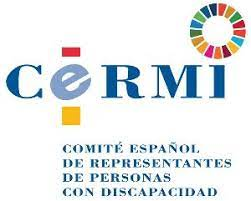 CeRMI
COMITÉ ESPAÑOL
DE REPRESENTANTES
DE PERSONAS
CON DISCAPACIDAD